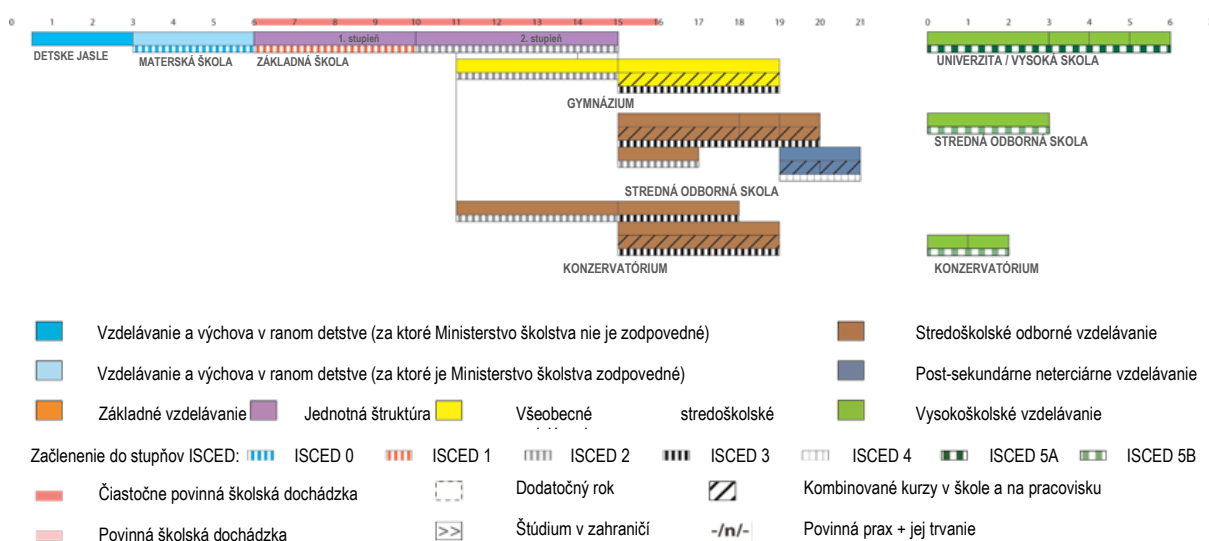 0 1 2 3 4 5 6 7 8 9 10 11 12 13 14 15 16 17 18 19 20 21 0 1 2 3 4 5 6 7
1. stupeň 2. stupeň
DETSKE JASLE MATERSKÁ ŠKOLA ZÁKLADNÁ ŠKOLA UNIVERZITA / VYSOKÁ SKOLA
GYMNÁZIUM
STREDNÁ ODBORNÁ SKOLA
STREDNÁ ODBORNÁ SKOLA
KONZERVATÓRIUM KONZERVATÓRIUM
Vzdelávanie a výchova v ranom detstve (za ktoré Ministerstvo školstva nie je zodpovedné) Stredoškolské odborné vzdelávanie
Vzdelávanie a výchova v ranom detstve (za ktoré je Ministerstvo školstva zodpovedné) Post-sekundárne neterciárne vzdelávanie
Základné vzdelávanie Jednotná štruktúra Všeobecné stredoškolské Vysokoškolské vzdelávanie
Začlenenie do stupňov ISCED: ISCED 0 ISCED 1 ISCED 2 ISCED 3 ISCED 4 ISCED 5A ISCED 5B
Čiastočne povinná školská dochádzka Dodatočný rok Kombinované kurzy v škole a na pracovisku
Povinná školská dochádzka >> Štúdium v zahraničí -/n/- Povinná prax + jej trvanie